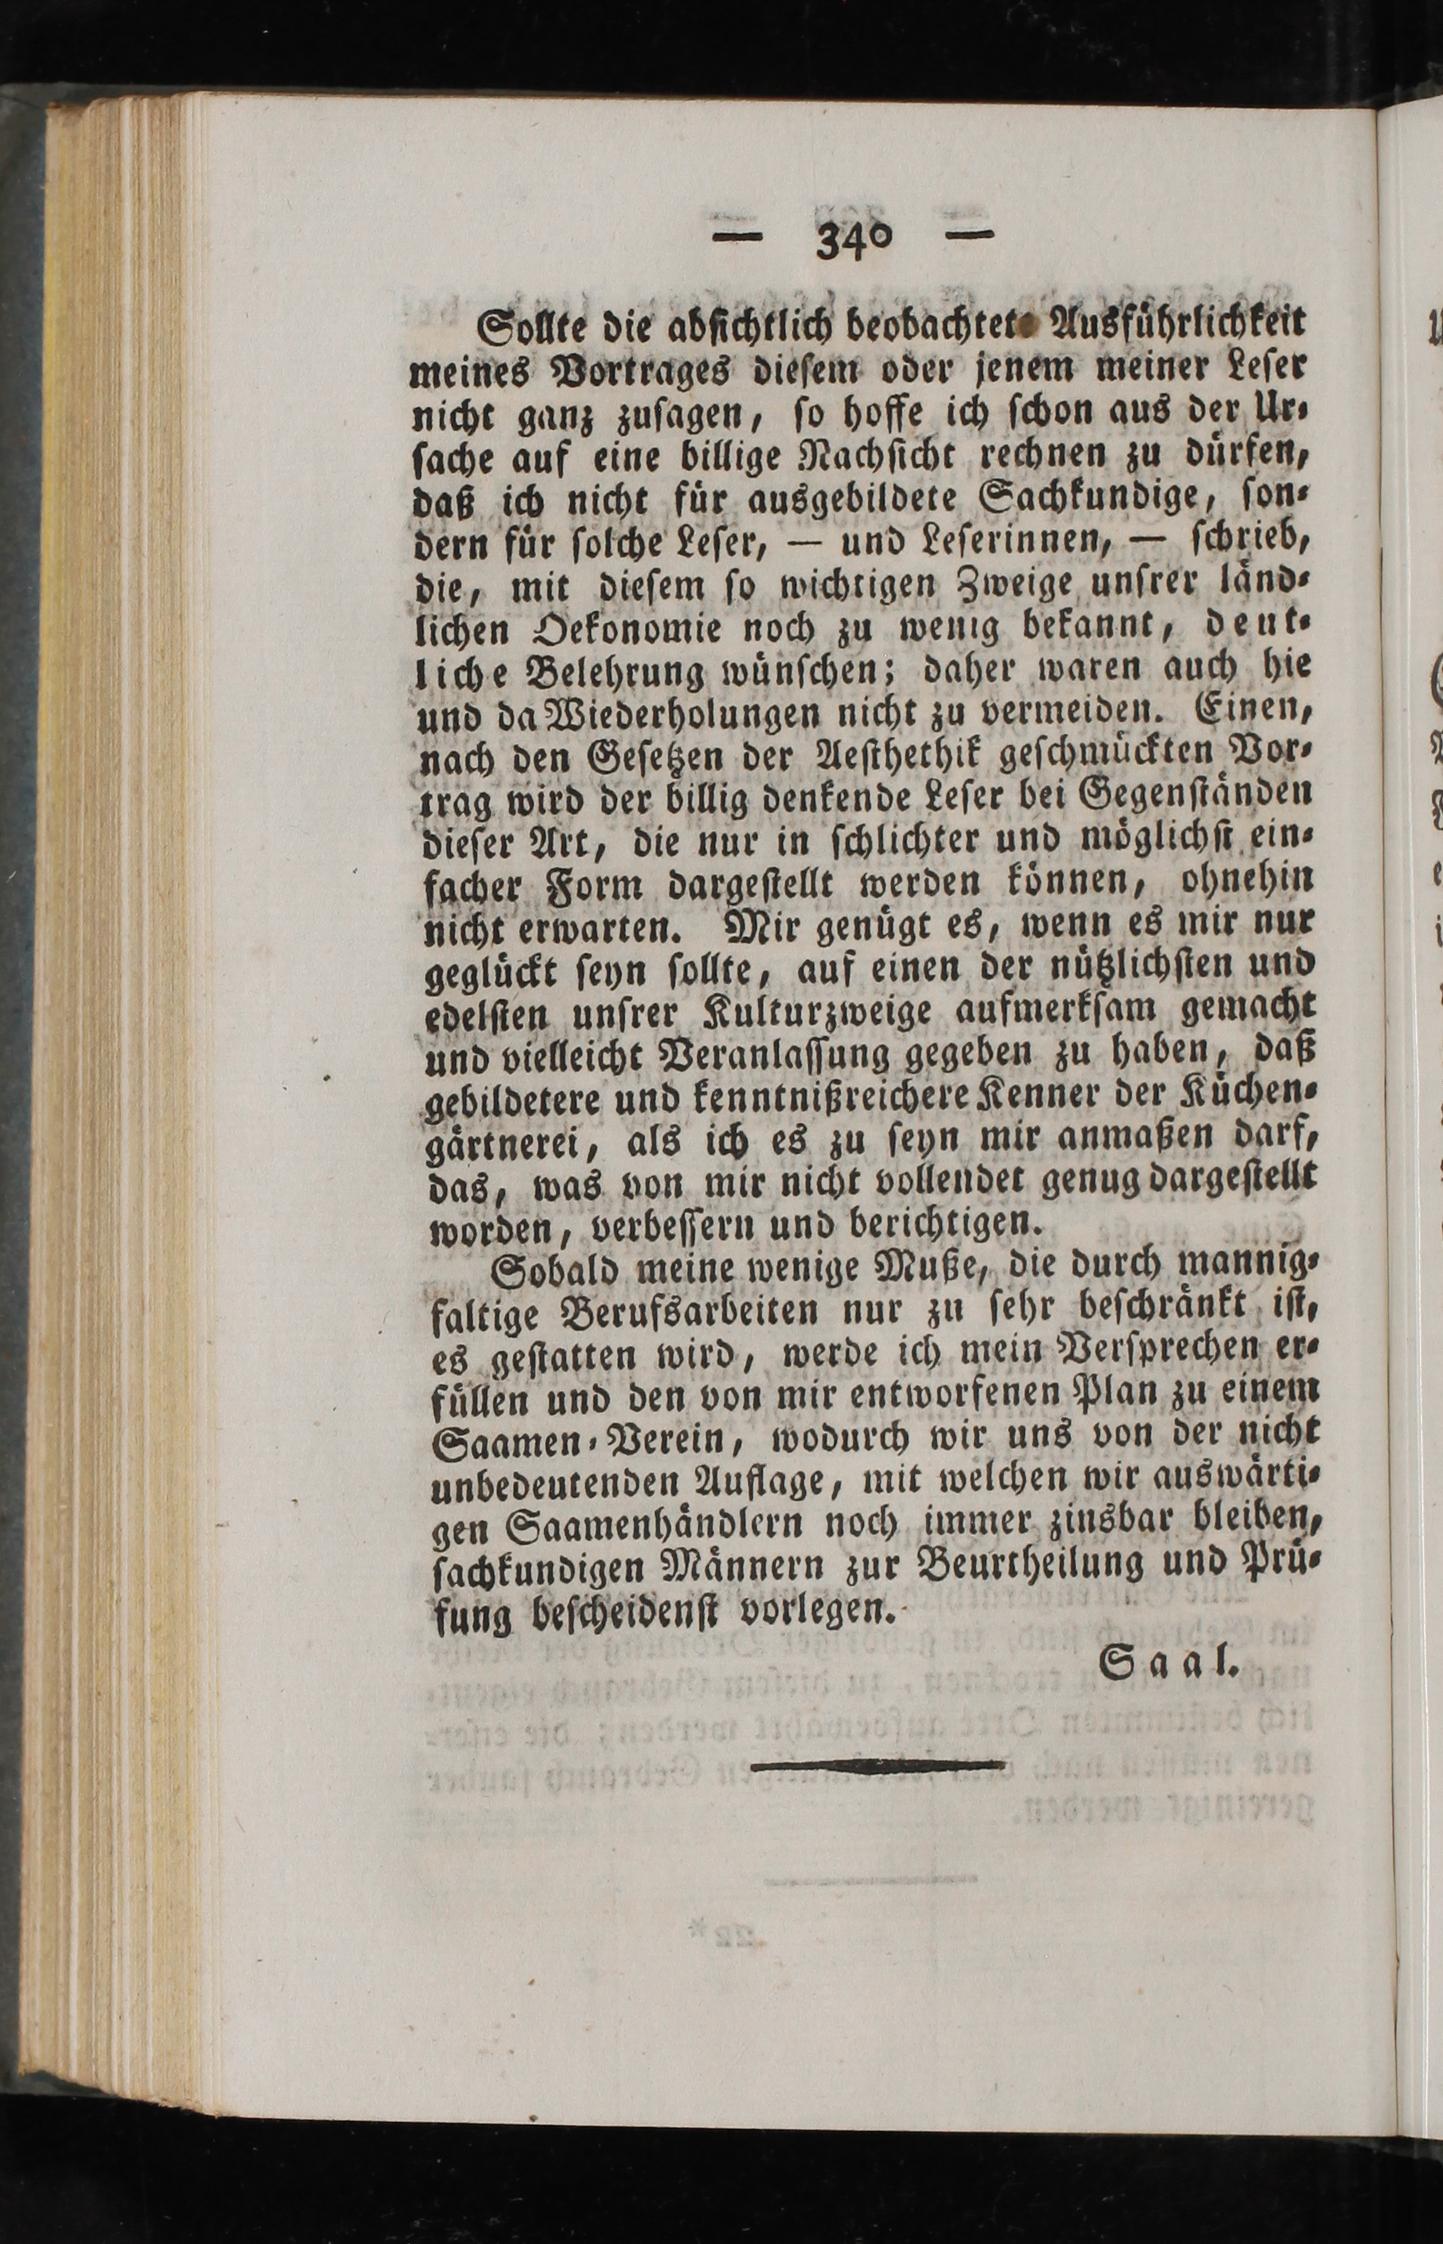 — 340 —
Sollte die absichtlich beobachtete Ausführlichkeit
meines Vortrages diesem oder jenem meiner Leser
nicht ganz zusagen, so hoffe ich schon aus der Ur-
sache auf eine billige Nachsicht rechnen zu dürfen,
daß ich nicht für ausgebildete Sachkundige, son-
dern für solche Leser, — und Leserinnen, — schrieb,
die, mit diesem so wichtigen Zweige unsrer länd-
lichen Oekonomie noch zu wenig bekannt, deut-
liche Belehrung wünschen; daher waren auch hie
und da Wiederholungen nicht zu vermeiden. Einen,
nach den Gesetzen der Aesthethik geschmückten Vor-
trag wird der billig denkende Leser bei Gegenständen
dieser Art, die nur in schlichter und möglichst ein-
facher Form dargestellt werden können, ohnehin
nicht erwarten. Mir genügt es, wenn es mir nur
geglückt seyn sollte, auf einen der nützlichsten und
edelsten unsrer Kulturzweige aufmerksam gemacht
und vielleicht Veranlassung gegeben zu haben, daß
gebildetere und kenntnißreichere Kenner der Küchen-
gärtnerei, als ich es zu seyn mir anmaßen darf,
das, was von mir nicht vollendet genug dargestellt
worden, verbessern und berichtigen.
Sobald meine wenige Muße, die durch mannig-
faltige Berufsarbeiten nur zu sehr beschränkt ist,
es gestatten wird, werde ich mein Versprechen er-
füllen und den von mir entworfenen Plan zu einem
Saamen-Verein, wodurch wir uns von der nicht
unbedeutenden Auflage, mit welchen wir auswärti-
gen Saamenhändlern noch immer zinsbar bleiben,
sachkundigen Männern zur Beurtheilung und Prü-
fung bescheidenst vorlegen.
Saal.